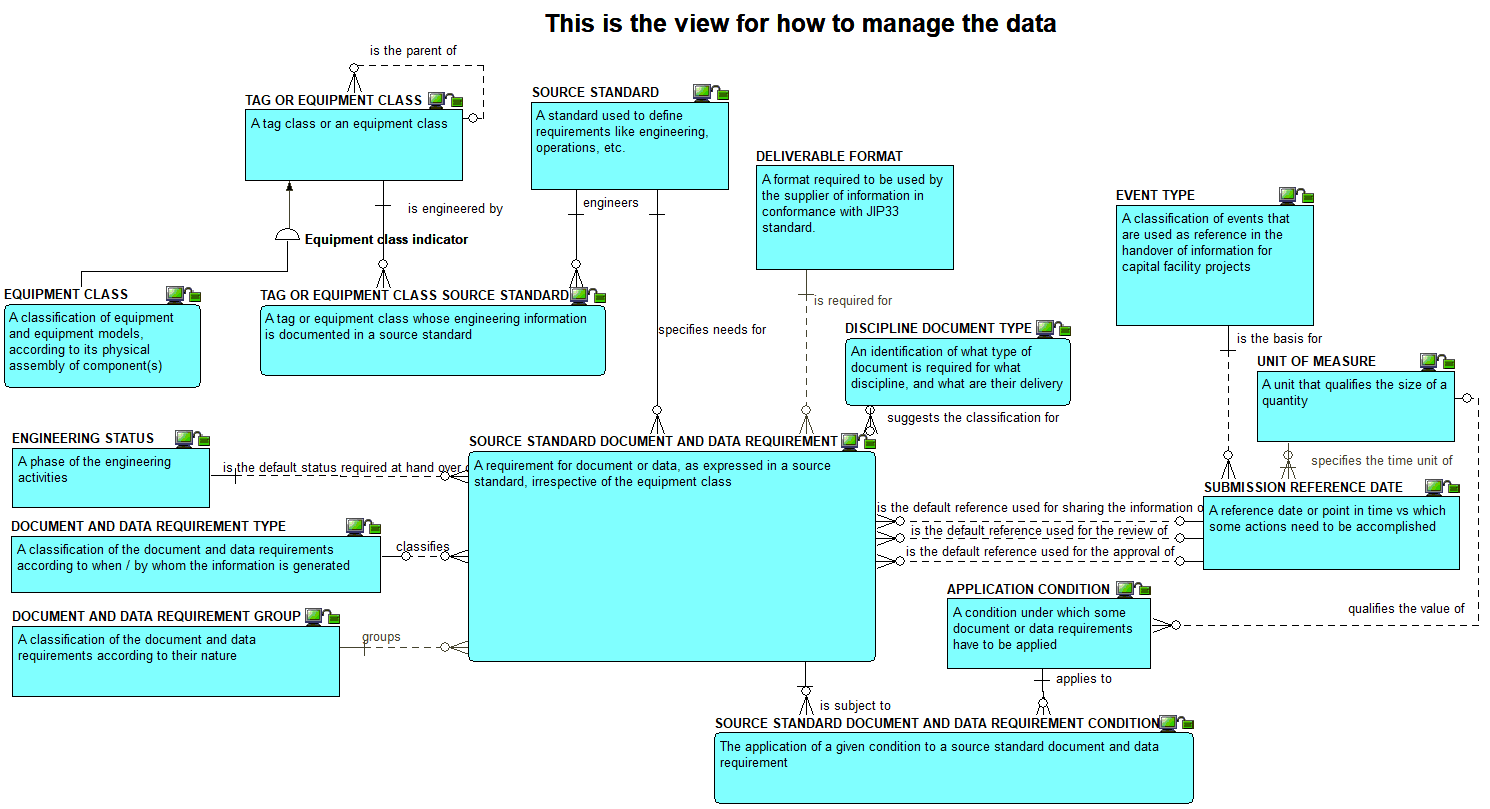 This is the view for how to manage the data
is the parent of
TAG OR EQUIPMENT CLASS
A tag class or an equipment class
SOURCE STANDARD
A standard used to define
requirements like engineering,
operations, etc.
DELIVERABLE FORMAT
A format required to be used by
the supplier of information in
conformance with JIP33
standard.
EVENT TYPE
A classification of events that
are used as reference in the
handover of information for
capital facility projects
is engineered by
engineers
Equipment class indicator
EQUIPMENT CLASS
A classification of equipment
and equipment models,
according to its physical
assembly of component(s)
TAG OR EQUIPMENT CLASS SOURCE STANDARD
A tag or equipment class whose engineering information
is documented in a source standard
specifies needs for
is required for
DISCIPLINE DOCUMENT TYPE
An identification of what type of
document is required for what
discipline, and what are their delivery
suggests the classification for
is the basis for
UNIT OF MEASURE
A unit that qualifies the size of a
quantity
specifies the time unit of
ENGINEERING STATUS
A phase of the engineering
activities
is the default status required at hand over o
SOURCE STANDARD DOCUMENT AND DATA REQUIREMENT
A requirement for document or data, as expressed in a source
standard, irrespective of the equipment class
SUBMISSION REFERENCE DATE
A reference date or point in time vs which
some actions need to be accomplished
is the default reference used for sharing the information o
is the default reference used for the review of
is the default reference used for the approval of
DOCUMENT AND DATA REQUIREMENT TYPE
A classification of the document and data requirements
according to when / by whom the information is generated
classifies
DOCUMENT AND DATA REQUIREMENT GROUP
A classification of the document and data
requirements according to their nature
groups
APPLICATION CONDITION
A condition under which some
document or data requirements
have to be applied
qualifies the value of
applies to
is subject to
SOURCE STANDARD DOCUMENT AND DATA REQUIREMENT CONDITION
The application of a given condition to a source standard document and data
requirement